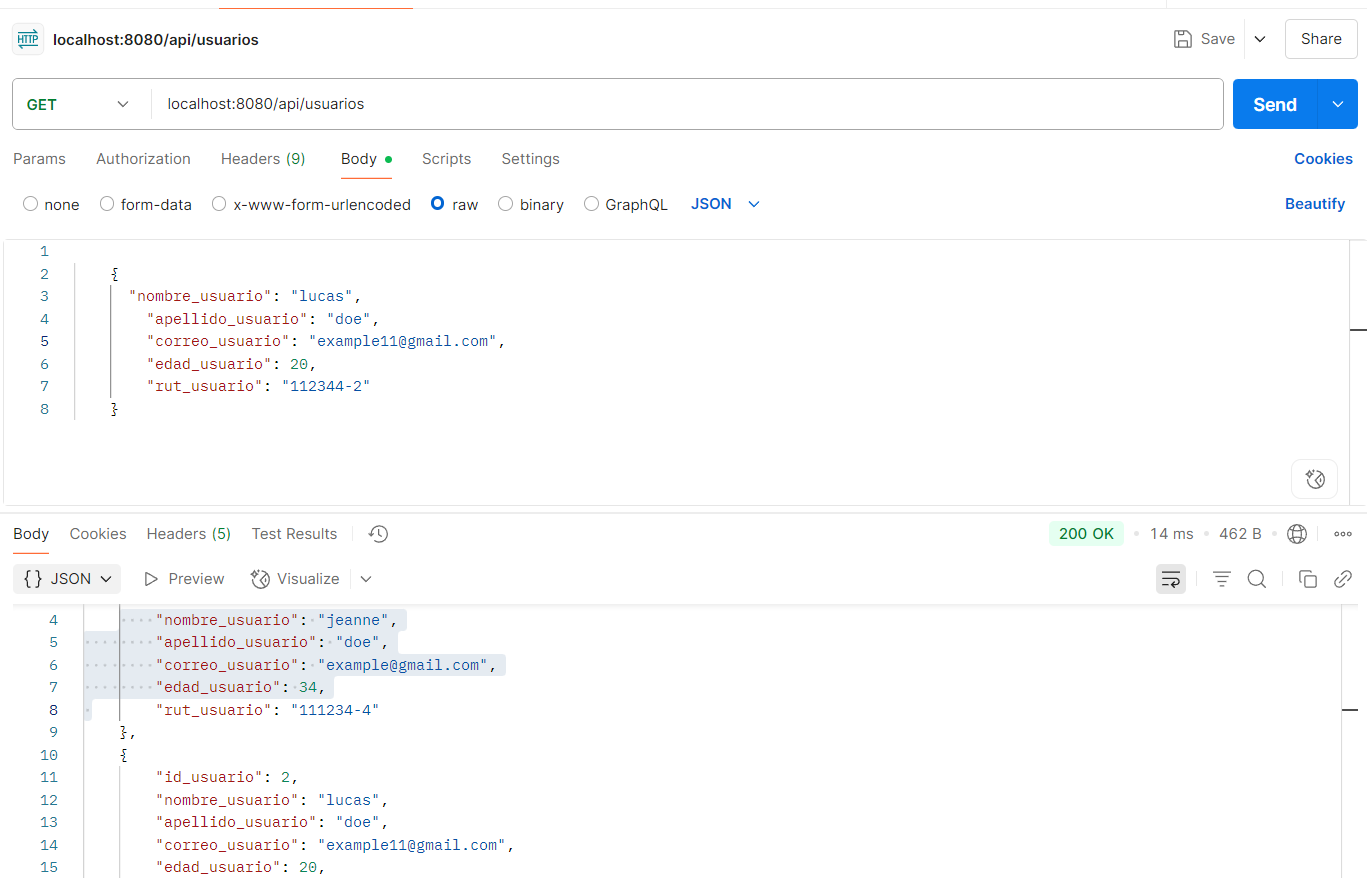 HTTP localhost:8080/api/usuarios Save Share
GET localhost:8080/api/usuarios Send
Params Authorization Headers (9) Body Scripts Settings Cookies
none form-data x-www-form-urlencoded raw binary GraphQL JSON Beautify
1
2 {
3 "nombre_usuario": "lucas",
4 "apellido_usuario": "doe",
5 "correo_usuario": "example11@gmail.com",
6 "edad_usuario": 20,
7 "rut_usuario": "112344-2"
8 }
Body Cookies Headers (5) Test Results 200 OK • 14 ms • 462 B
{} JSON Preview Visualize
4 "nombre_usuario": "jeanne",
5 "apellido_usuario": "doe",
6 "correo_usuario": "example@gmail.com",
7 "edad_usuario": 34,
8 "rut_usuario": "111234-4"
9 },
10 {
11 "id_usuario": 2,
12 "nombre_usuario": "lucas",
13 "apellido_usuario": "doe",
14 "correo_usuario": "example11@gmail.com",
15 "edad_usuario": 20,